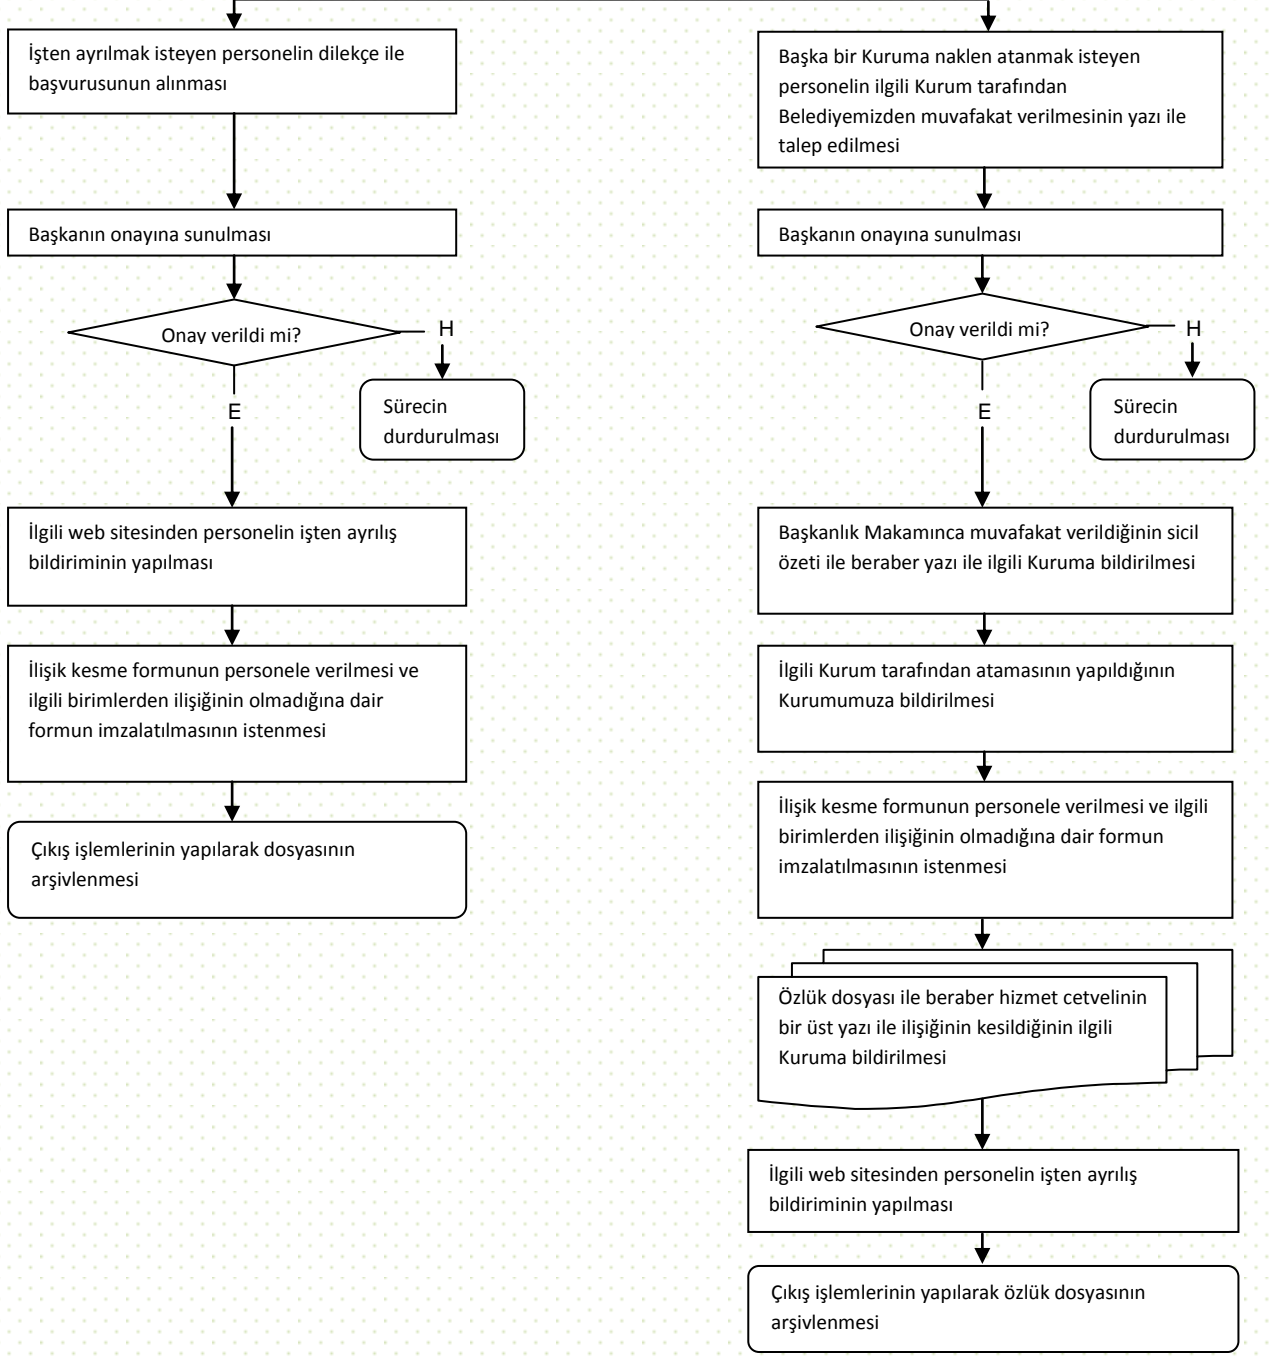 İşten ayrılmak isteyen personelin dilekçe ile
başvurusunun alınması
Başkanın onayına sunulması
Onay verildi mi?
H
Sürecin
durdurulması
E
İlgili web sitesinden personelin işten ayrılış
bildiriminin yapılması
İlişik kesme formunun personele verilmesi ve
ilgili birimlerden ilişiğinin olmadığına dair
formun imzalatılmasının istenmesi
Çıkış işlemlerinin yapılarak dosyasının
arşivlenmesi
Başka bir Kuruma naklen atanmak isteyen
personelin ilgili Kurum tarafından
Belediyemizden muvafakat verilmesinin yazı ile
talep edilmesi
Başkanın onayına sunulması
Onay verildi mi?
H
Sürecin
durdurulması
E
Başkanlık Makamınca muvafakat verildiğinin sicil
özeti ile beraber yazı ile ilgili Kuruma bildirilmesi
İlgili Kurum tarafından atamasının yapıldığının
Kurumumuza bildirilmesi
İlişik kesme formunun personele verilmesi ve ilgili
birimlerden ilişiğinin olmadığına dair formun
imzalatılmasının istenmesi
Özlük dosyası ile beraber hizmet cetvelinin
bir üst yazı ile ilişiğinin kesildiğinin ilgili
Kuruma bildirilmesi
İlgili web sitesinden personelin işten ayrılış
bildiriminin yapılması
Çıkış işlemlerinin yapılarak özlük dosyasının
arşivlenmesi